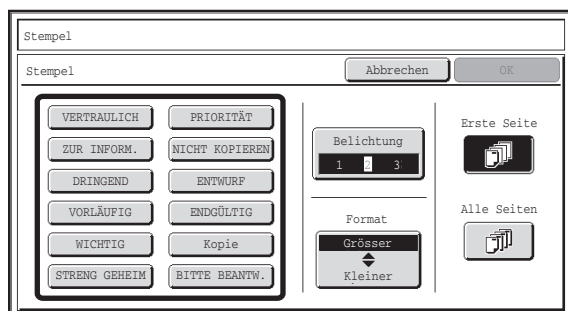 Stempel
Stempel
Abbrechen
OK
VERTRAULICH
PRIORITÄT
ZUR INFORM.
NICHT KOPIEREN
DRINGEND
ENTWURF
VORLÄUFIG
ENDGÜLTIG
WICHTIG
Kopie
STRENG GEHEIM
BITTE BEANTW.
Belichtung
1 2 3
Format
Grösser
Kleiner
Erste Seite
Alle Seiten